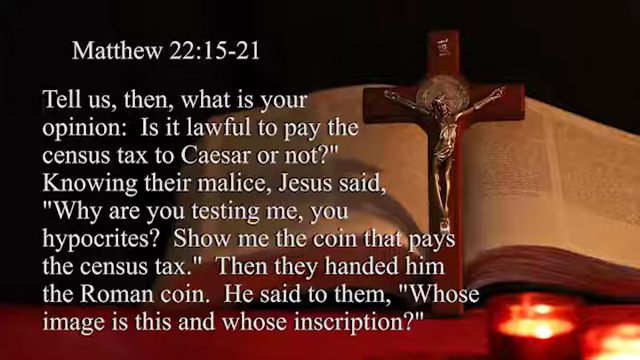 Matthew 22:15-21
Tell us, then, what is your
opinion:  Is it lawful to pay the
census tax to Caesar or not?"
Knowing their malice, Jesus said,
"Why are you testing me, you
hypocrites?  Show me the coin that pays
the census tax."  Then they handed him
the Roman coin.  He said to them, "Whose
image is this and whose inscription?"